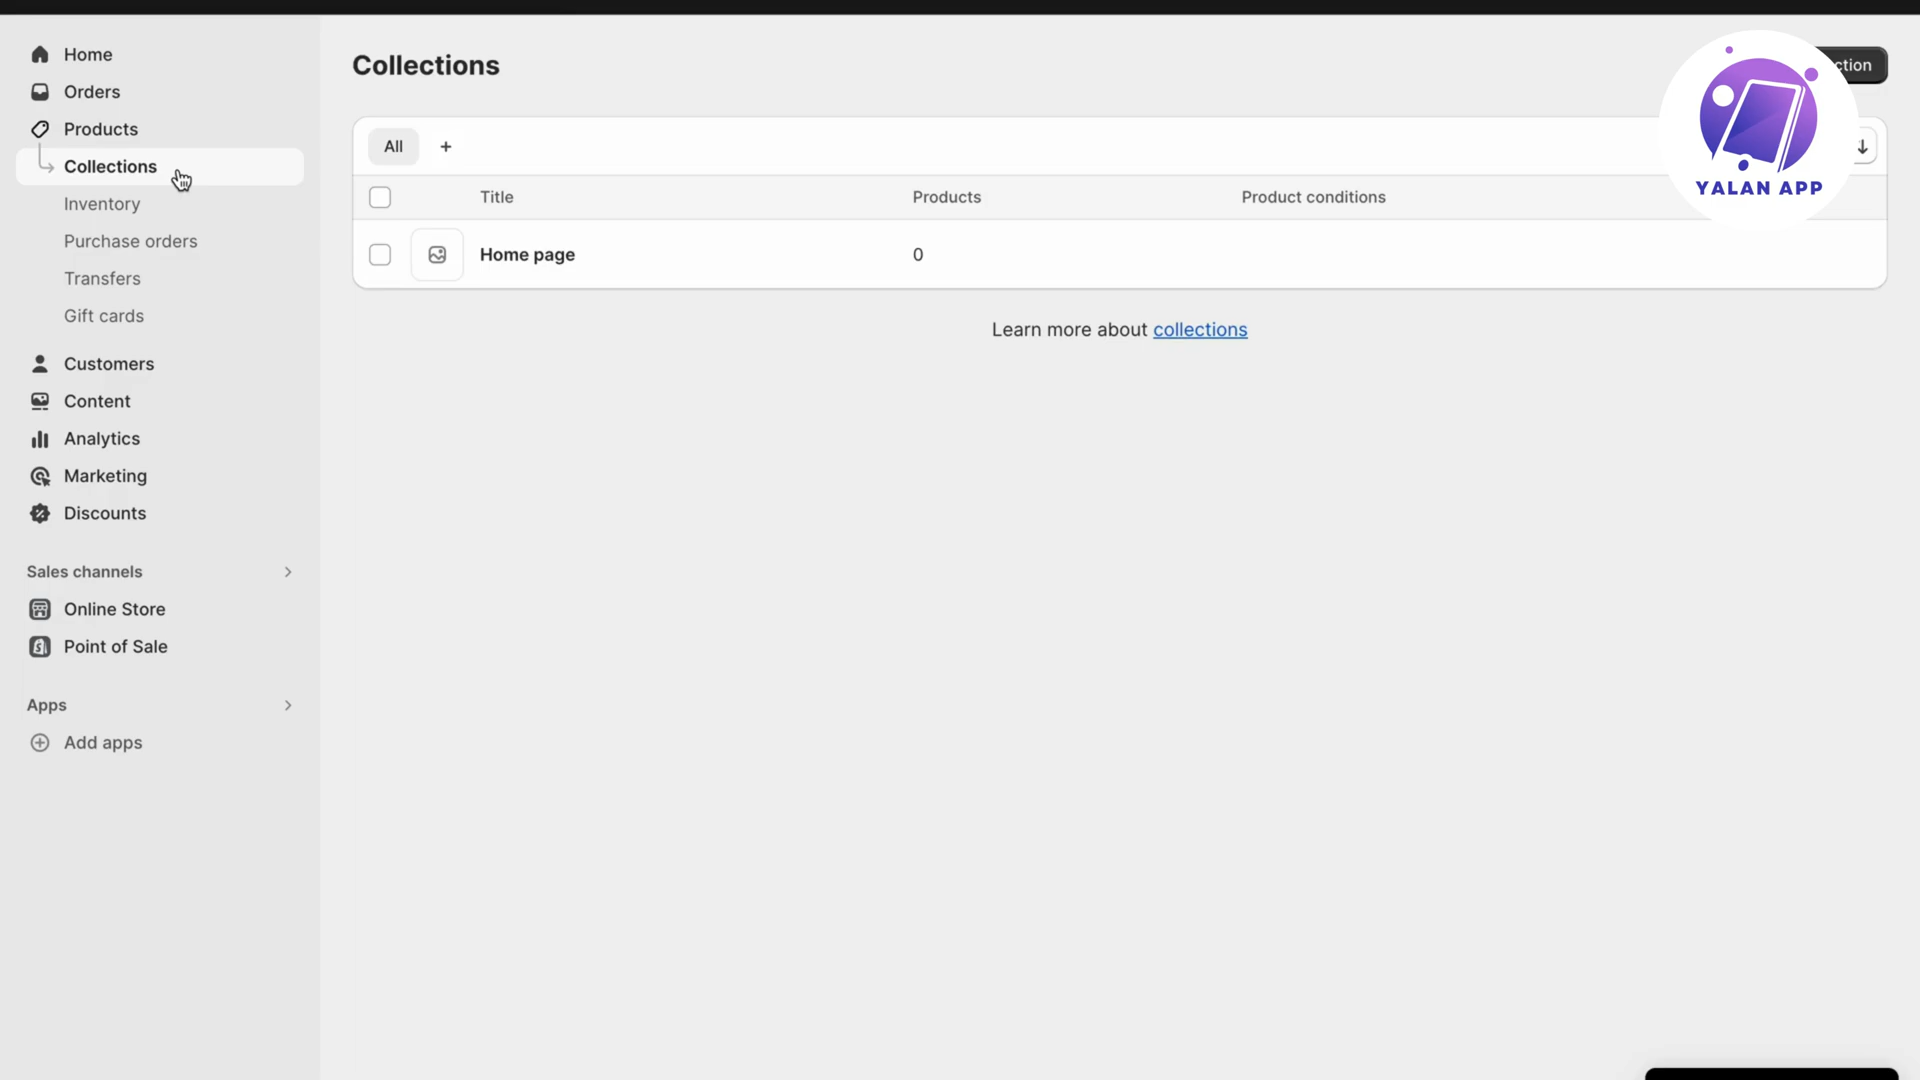 Home
Orders
Products
Collections
Inventory
Purchase orders
Transfers
Gift cards
Customers
Content
Analytics
Marketing
Discounts
Sales channels
Online Store
Point of Sale
Apps
Add apps
Collections
ction
YALAN APP
All +
Title Products Product conditions
Home page 0
Learn more about collections